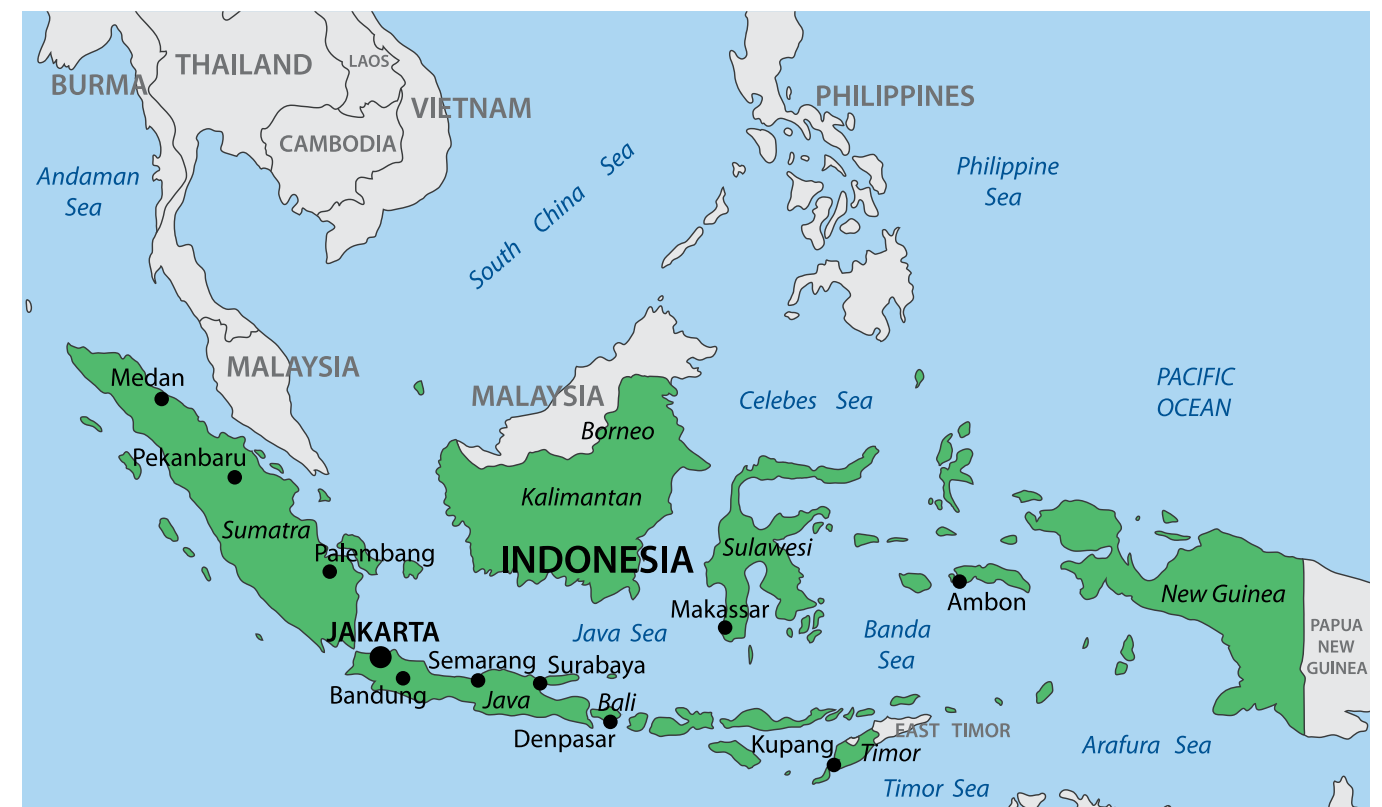 THAILAND
LAOS
BURMA
VIETNAM
PHILIPPINES
CAMBODIA
Andaman
Sea
South China Sea
Philippine
Sea
MALAYSIA
Medan
MALAYSIA
Celebes Sea
PACIFIC
OCEAN
Borneo
Pekanbaru
Kalimantan
Sumatra
Palembang
INDONESIA
Sulawesi
New Guinea
Makassar
Ambon
JAKARTA
Java Sea
Banda
Sea
PAPUA
NEW
GUINEA
Semarang
Surabaya
Bandung
Java
Bali
Denpasar
Kupang
EAST TIMOR
Timor
Arafura Sea
Timor Sea